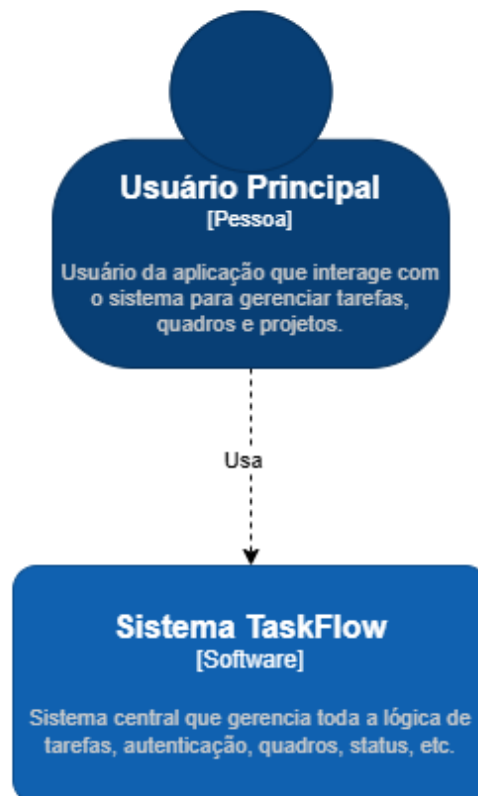 Usuário Principal
[Pessoa]
Usuário da aplicação que interage com
o sistema para gerenciar tarefas,
quadros e projetos.
Usa
Sistema TaskFlow
[Software]
Sistema central que gerencia toda a lógica de
tarefas, autenticação, quadros, status, etc.